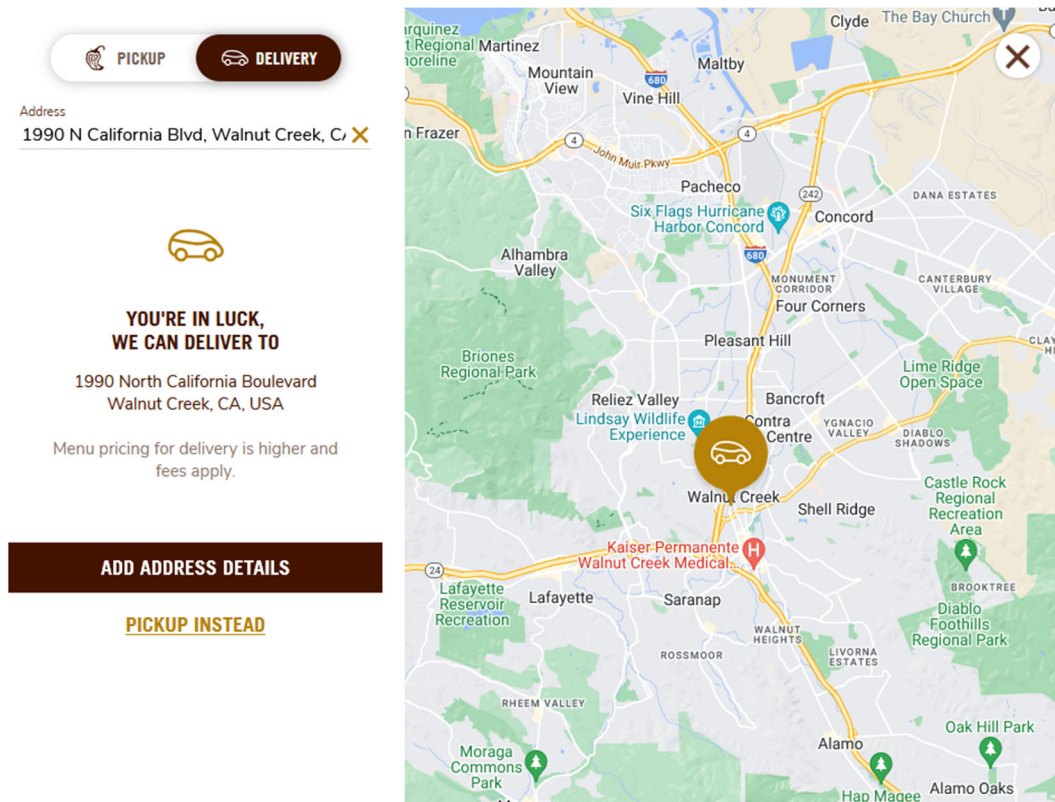 PICKUP
DELIVERY
Address
1990 N California Blvd, Walnut Creek, CA
YOU'RE IN LUCK,
WE CAN DELIVER TO
1990 North California Boulevard
Walnut Creek, CA, USA
Menu pricing for delivery is higher and
fees apply.
ADD ADDRESS DETAILS
PICKUP INSTEAD
Clyde
The Bay Church
Martinez
Regional
Maltby
Mountain
View
680
Vine Hill
Frazer
4
4
John Muir Pkwy
Pacheco
242
DANA ESTATES
Six Flags Hurricane
Harbor Concord
Concord
680
Alhambra
Valley
MONUMENT
CORRIDOR
CANTERBURY
VILLAGE
Four Corners
Pleasant Hill
Briones
Regional Park
Lime Ridge
Open Space
Reliez Valley
Bancroft
Lindsay Wildlife
Experience
Contra
Centre
YGNACIO
VALLEY
DIABLO
SHADOWS
Walnut Creek
Shell Ridge
Castle Rock
Regional
Recreation
Area
Kaiser Permanente
Walnut Creek Medical...
24
BROOKTREE
Lafayette
Reservoir
Recreation
Lafayette
Saranap
Diablo
Foothills
Regional Park
WALNUT
HEIGHTS
ROSSMOOR
LIVORNA
ESTATES
RHEEM VALLEY
Oak Hill Park
Moraga
Commons
Park
Alamo
Hap Magee
Alamo Oaks